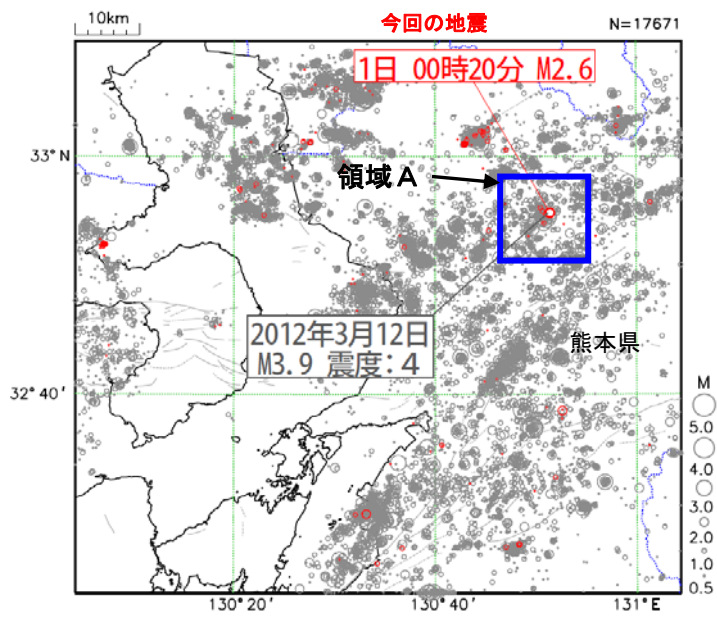 10km
今回の地震
N=17671
1日 00時20分 M2.6
33°N
領域A
2012年3月12日
M3.9 震度:4
熊本県
32°40'
M
5.0
4.0
3.0
2.0
1.0
0.5
130°20'
130°40'
131°E